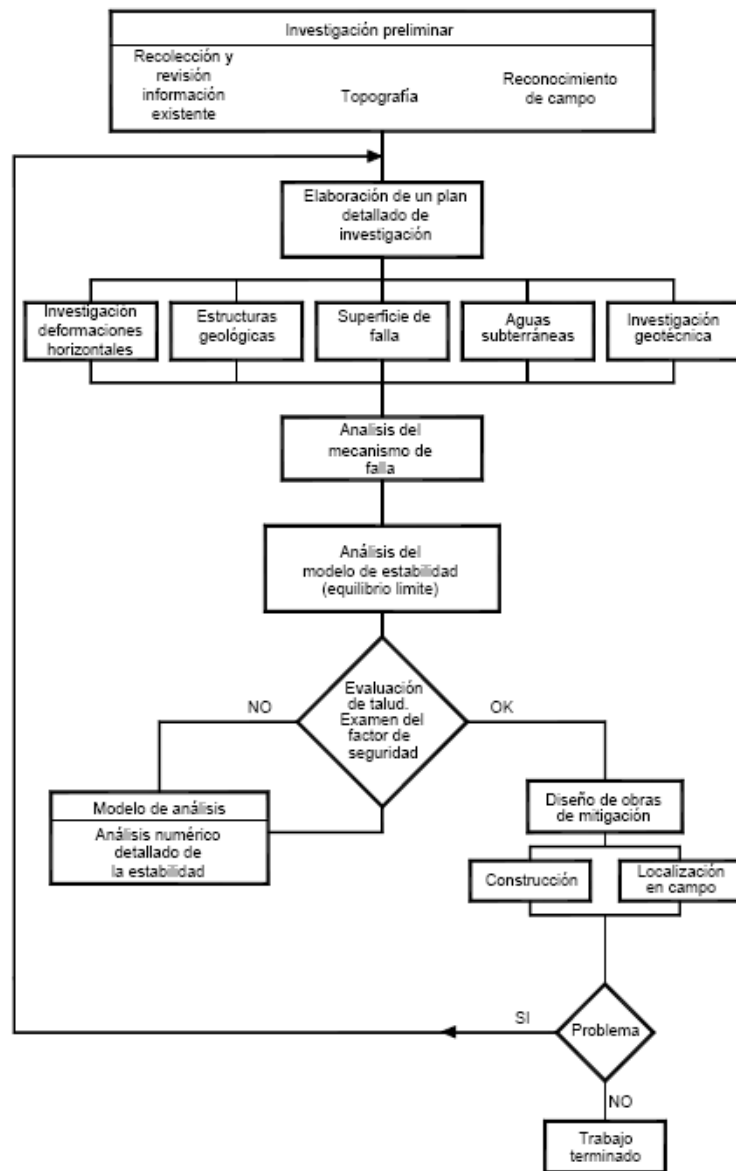 Investigación preliminar
Recolección y
revisión
información
existente
Topografía
Reconocimiento
de campo
Elaboración de un plan
detallado de
investigación
Investigación
deformaciones
horizontales
Estructuras
geológicas
Superficie de
falla
Aguas
subterráneas
Investigación
geotécnica
Analisis del
mecanismo de
falla
Análisis del
modelo de estabilidad
(equilibrio limite)
Evaluación
de talud.
Examen del
factor de
seguridad
NO
OK
Modelo de análisis
Análisis numérico
detallado de
la estabilidad
Diseño de obras
de mitigación
Construcción
Localización
en campo
Problema
SI
NO
Trabajo
terminado